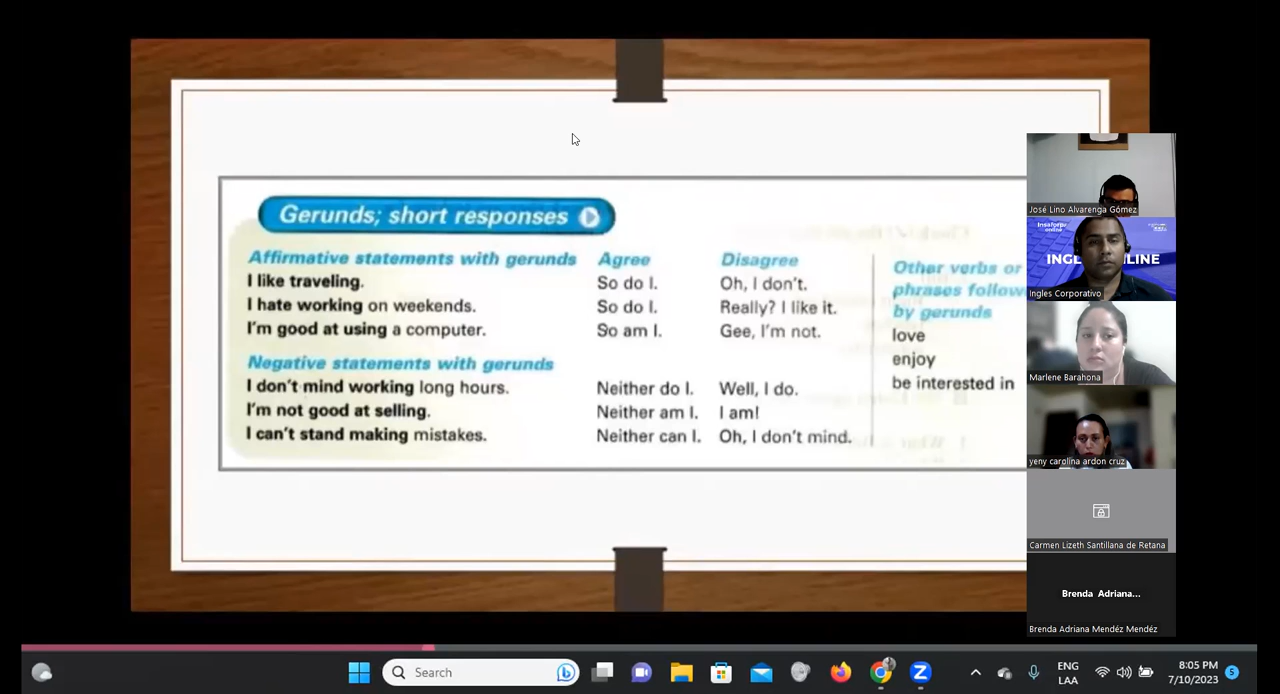 Gerunds; short responses
Affirmative statements with gerunds Agree Disagree
I like traveling. So do I. Oh, I don't.
I hate working on weekends. So do I. Really? I like it.
I'm good at using a computer. So am I. Gee, I'm not.
Negative statements with gerunds
I don't mind working long hours. Neither do I. Well, I do.
I'm not good at selling. Neither am I. I am!
I can't stand making mistakes. Neither can I. Oh, I don't mind.
Other verbs or
phrases follow
by gerunds
love
enjoy
be interested in
José Lino Alvarenga Gómez
INGL LINE
Ingles Corporativo
Marlene Barahona
yeny carolina ardon cruz
Carmen Lizeth Santillana de Retana
Brenda Adriana...
Brenda Adriana Mendéz Mendéz
Search
ENG
LAA
8:05 PM
7/10/2023
5